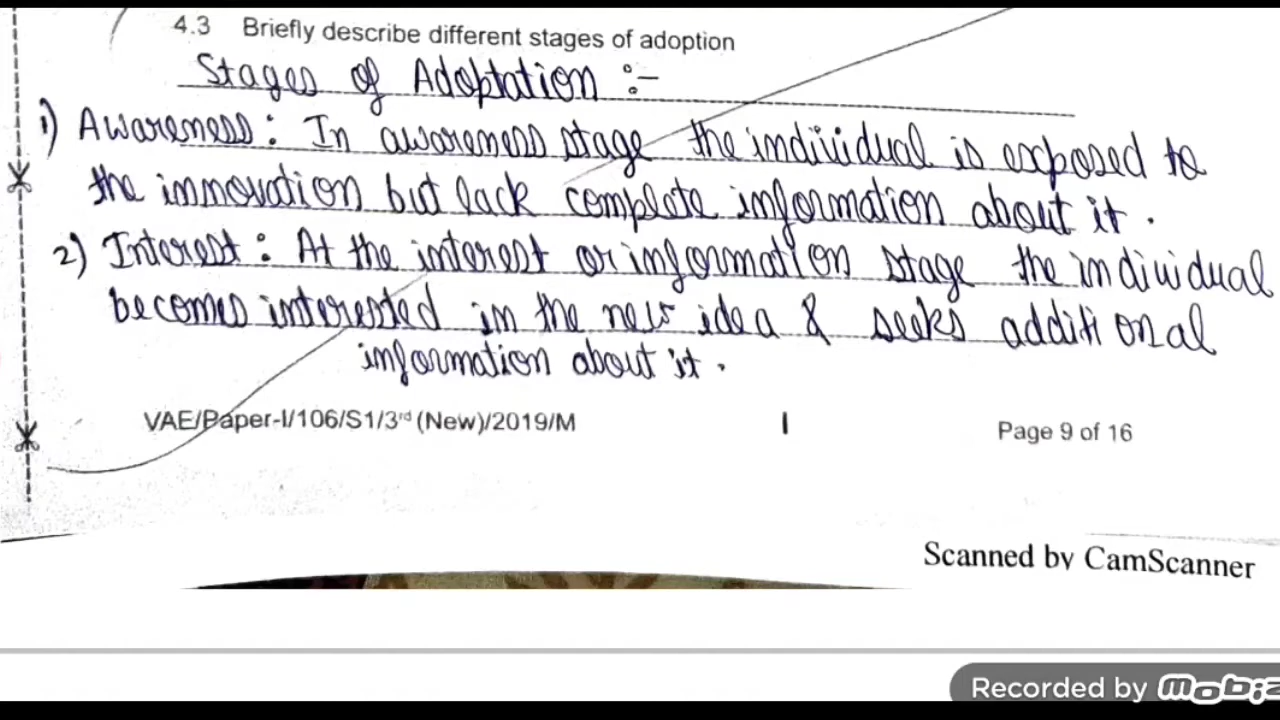 4.3 Briefly describe different stages of adoption
Stages of Adoptation :-
1) Awareness : In awareness stage the individual is exposed to
the innovation but lack complete information about it .
2) Interest : At the interest or information stage the individual
becomes interested in the new idea & seeks additional
information about it .
VAE/Paper-I/106/S1/3rd (New)/2019/M I Page 9 of 16
Scanned by CamScanner
Recorded by